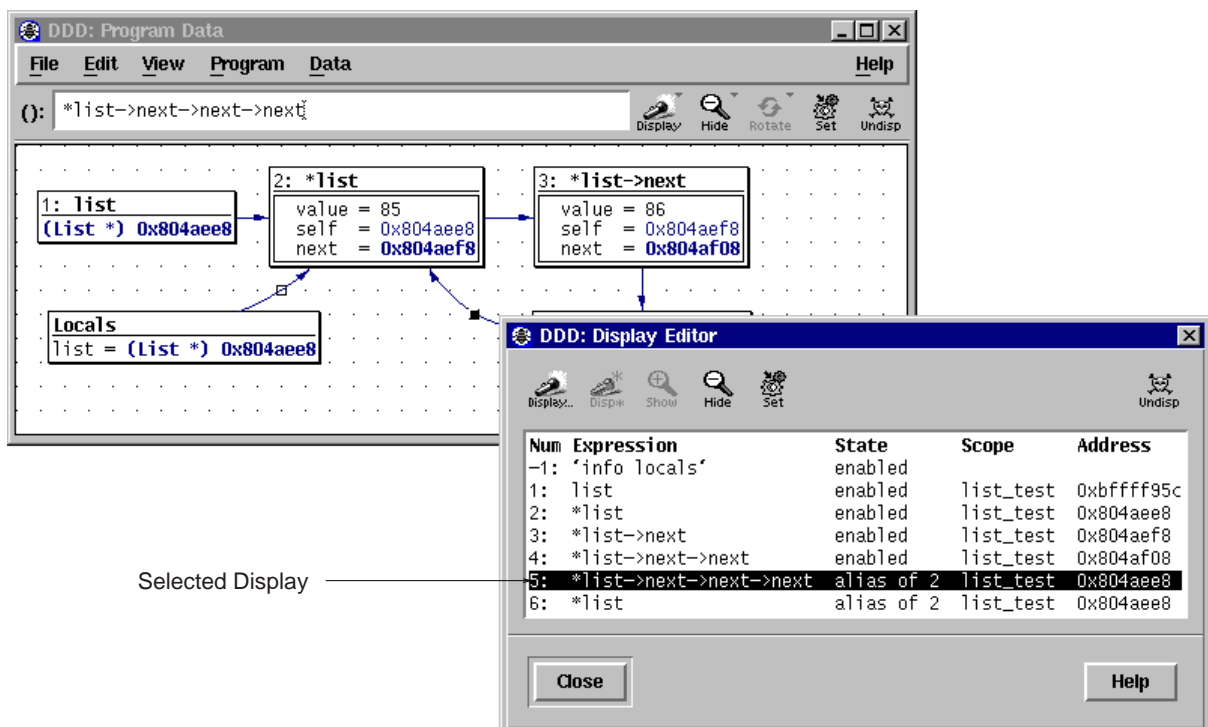 DDD: Program Data
File Edit View Program Data Help
(): *list->next->next->next
Display Hide Rotate Set Undisp
1: list
(List *) 0x804aee8
2: *list
value = 85
self = 0x804aee8
next = 0x804aef8
3: *list->next
value = 86
self = 0x804aef8
next = 0x804af08
Locals
list = (List *) 0x804aee8
DDD: Display Editor
Display... Disp* Show Hide Set Undisp
Num Expression State Scope Address
-1: ‘info locals‘ enabled
1: list enabled list_test 0xbffff95c
2: *list enabled list_test 0x804aee8
3: *list->next enabled list_test 0x804aef8
4: *list->next->next enabled list_test 0x804af08
5: *list->next->next->next alias of 2 list_test 0x804aee8
6: *list alias of 2 list_test 0x804aee8
Selected Display
Close Help